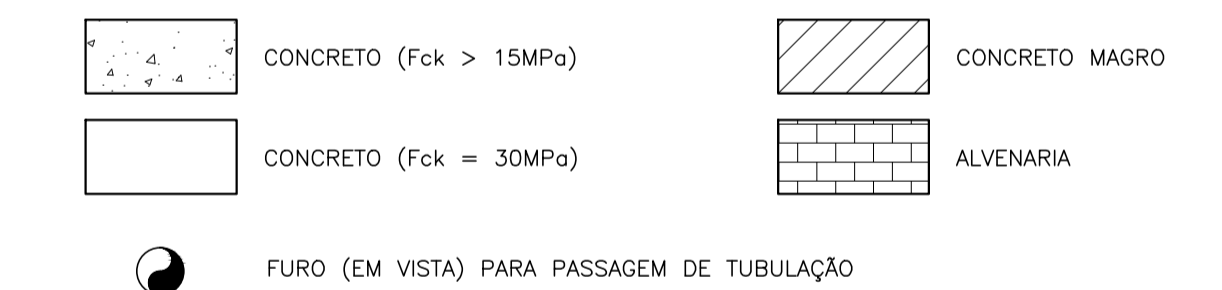 CONCRETO (Fck > 15MPa)
CONCRETO MAGRO
CONCRETO (Fck = 30MPa)
ALVENARIA
FURO (EM VISTA) PARA PASSAGEM DE TUBULAÇÃO